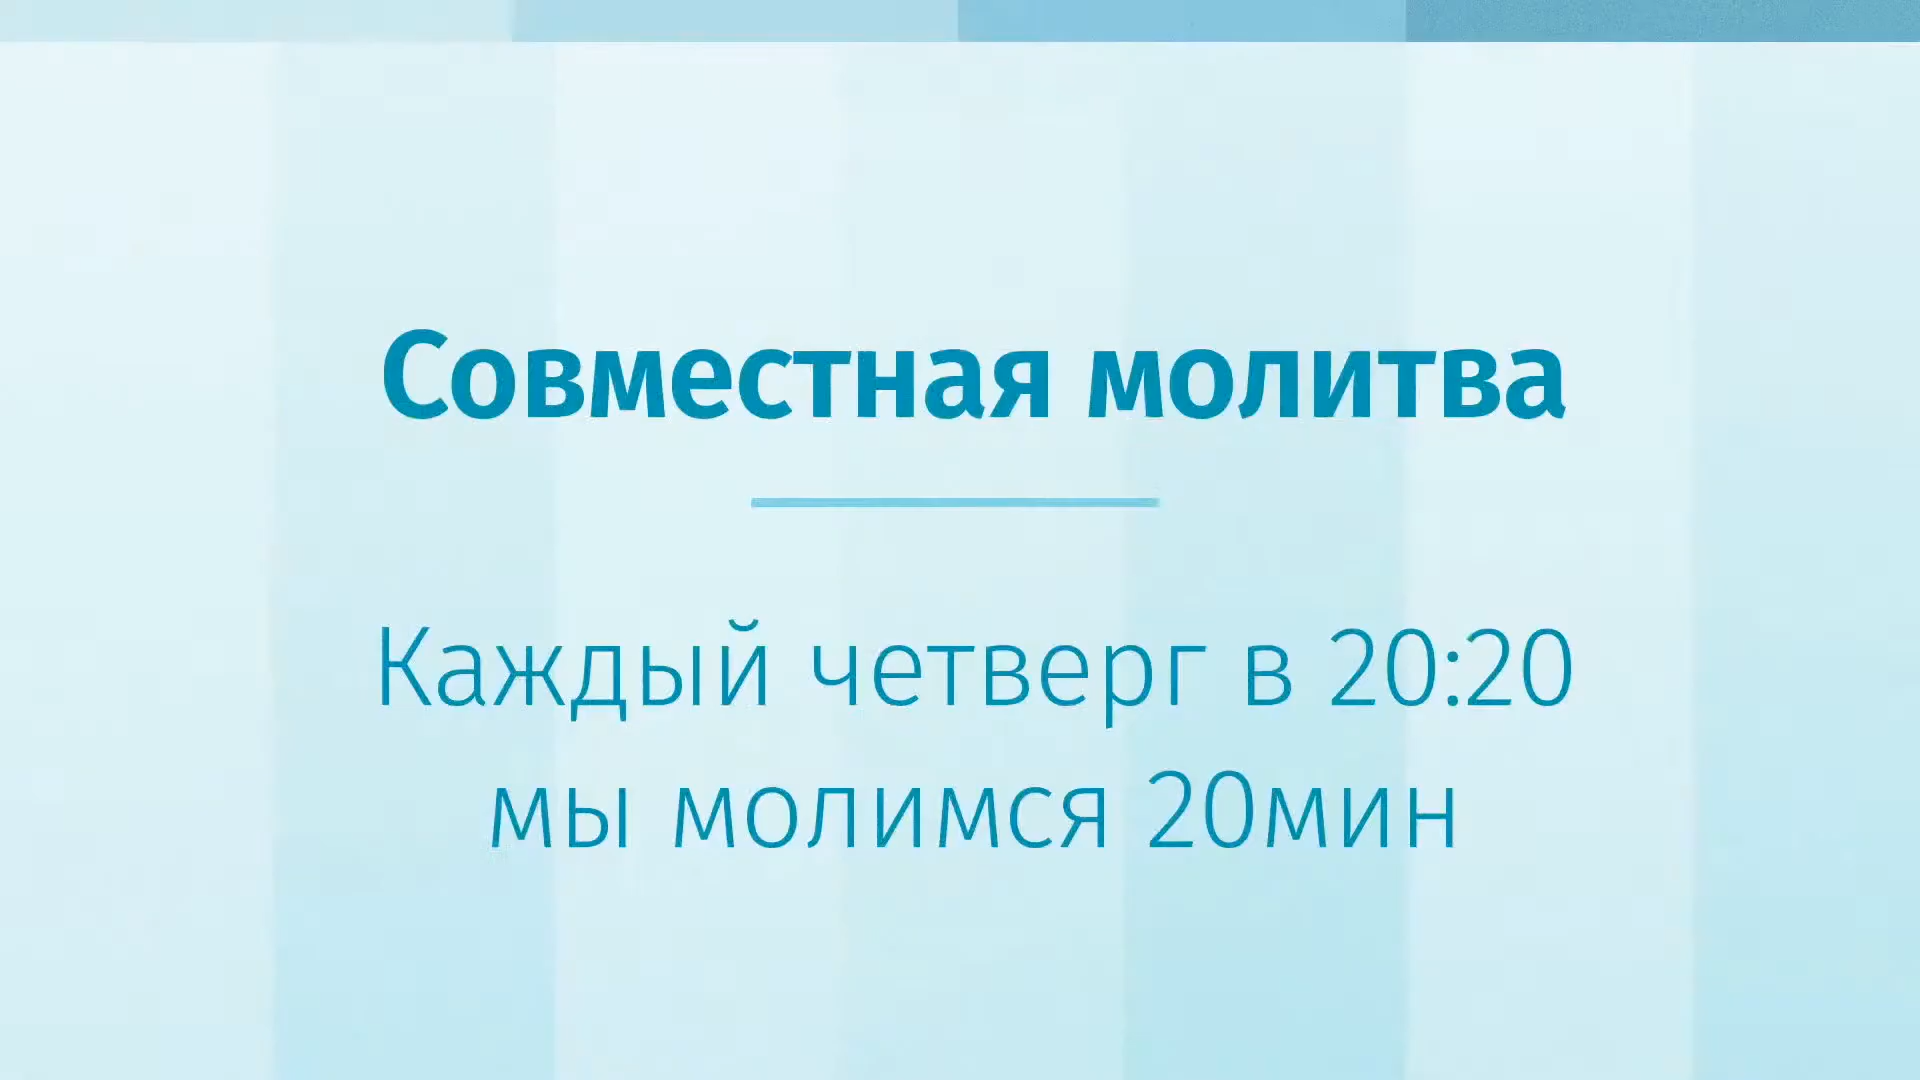 Совместная молитва
Каждый четверг в 20:20
мы молимся 20мин